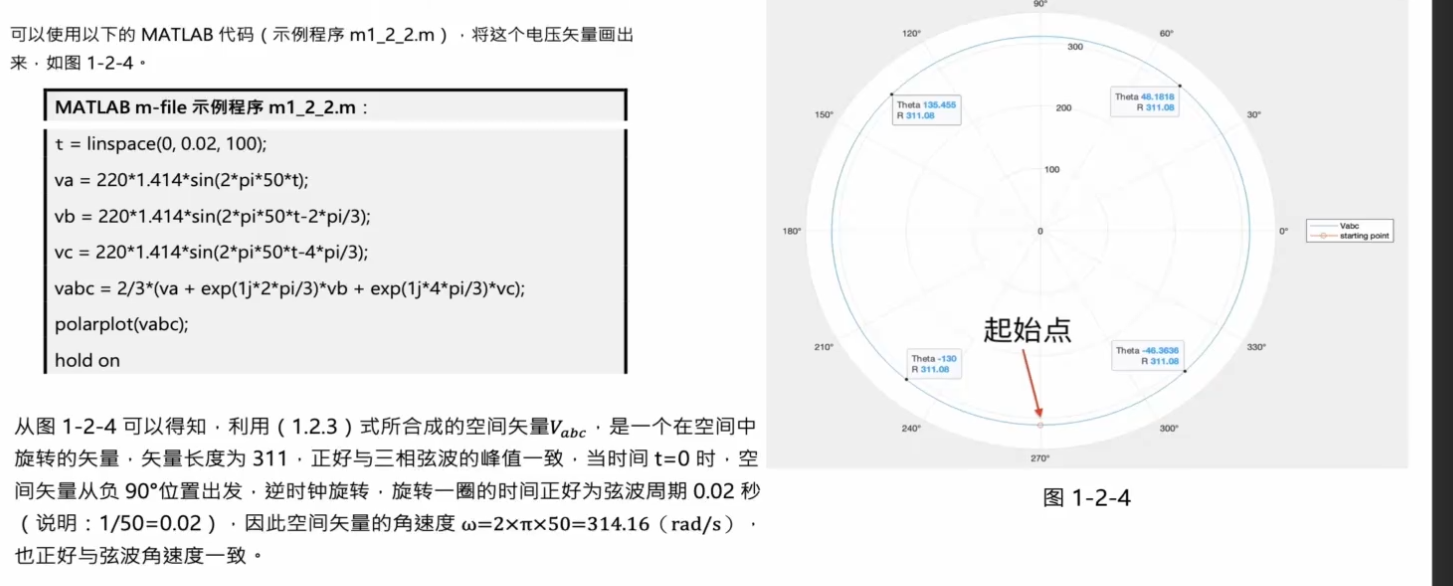 可以使用以下的 MATLAB 代码（示例程序 m1_2_2.m），将这个电压矢量画出
来，如图 1-2-4。
MATLAB m-file 示例程序 m1_2_2.m：
t = linspace(0, 0.02, 100);
va = 220*1.414*sin(2*pi*50*t);
vb = 220*1.414*sin(2*pi*50*t-2*pi/3);
vc = 220*1.414*sin(2*pi*50*t-4*pi/3);
vabc = 2/3*(va + exp(1j*2*pi/3)*vb + exp(1j*4*pi/3)*vc);
polarplot(vabc);
hold on
从图 1-2-4 可以得知，利用（1.2.3）式所合成的空间矢量Vabc，是一个在空间中
旋转的矢量，矢量长度为 311，正好与三相弦波的峰值一致，当时间 t=0 时，空
间矢量从负 90°位置出发，逆时钟旋转，旋转一圈的时间正好为弦波周期 0.02 秒
（说明：1/50=0.02），因此空间矢量的角速度 ω=2×π×50=314.16（rad/s），
也正好与弦波角速度一致。
90°
120°
60°
300
Theta 135.455
R 311.08
Theta 48.1818
R 311.08
200
150°
30°
100
180°
0
0°
Vabc
starting point
起始点
210°
330°
Theta -130
R 311.08
Theta -46.3636
R 311.08
240°
300°
270°
图 1-2-4